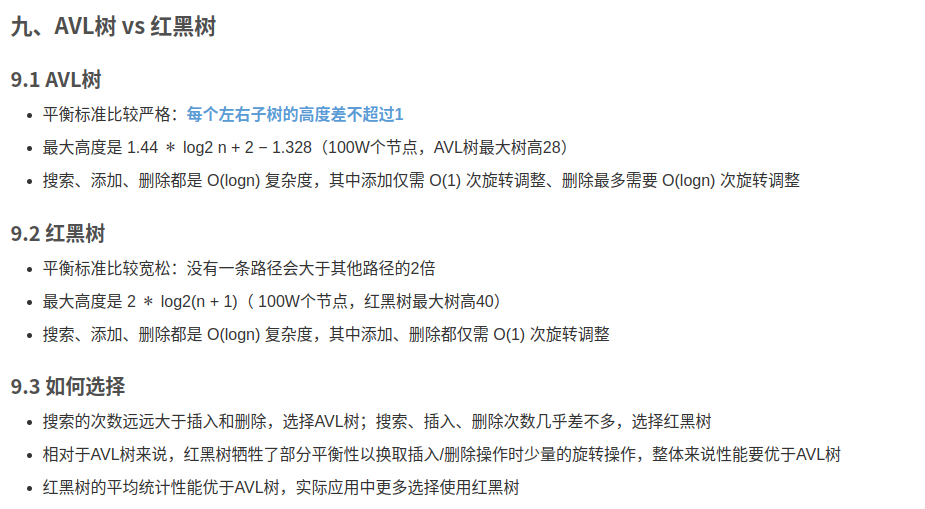 九、AVL树 vs 红黑树
9.1 AVL树
• 平衡标准比较严格：每个左右子树的高度差不超过1
• 最大高度是 1.44 ∗ log2 n + 2 − 1.328（100W个节点，AVL树最大树高28）
• 搜索、添加、删除都是 O(logn) 复杂度，其中添加仅需 O(1) 次旋转调整、删除最多需要 O(logn) 次旋转调整
9.2 红黑树
• 平衡标准比较宽松：没有一条路径会大于其他路径的2倍
• 最大高度是 2 ∗ log2(n + 1)（ 100W个节点，红黑树最大树高40）
• 搜索、添加、删除都是 O(logn) 复杂度，其中添加、删除都仅需 O(1) 次旋转调整
9.3 如何选择
• 搜索的次数远远大于插入和删除，选择AVL树；搜索、插入、删除次数几乎差不多，选择红黑树
• 相对于AVL树来说，红黑树牺牲了部分平衡性以换取插入/删除操作时少量的旋转操作，整体来说性能要优于AVL树
• 红黑树的平均统计性能优于AVL树，实际应用中更多选择使用红黑树